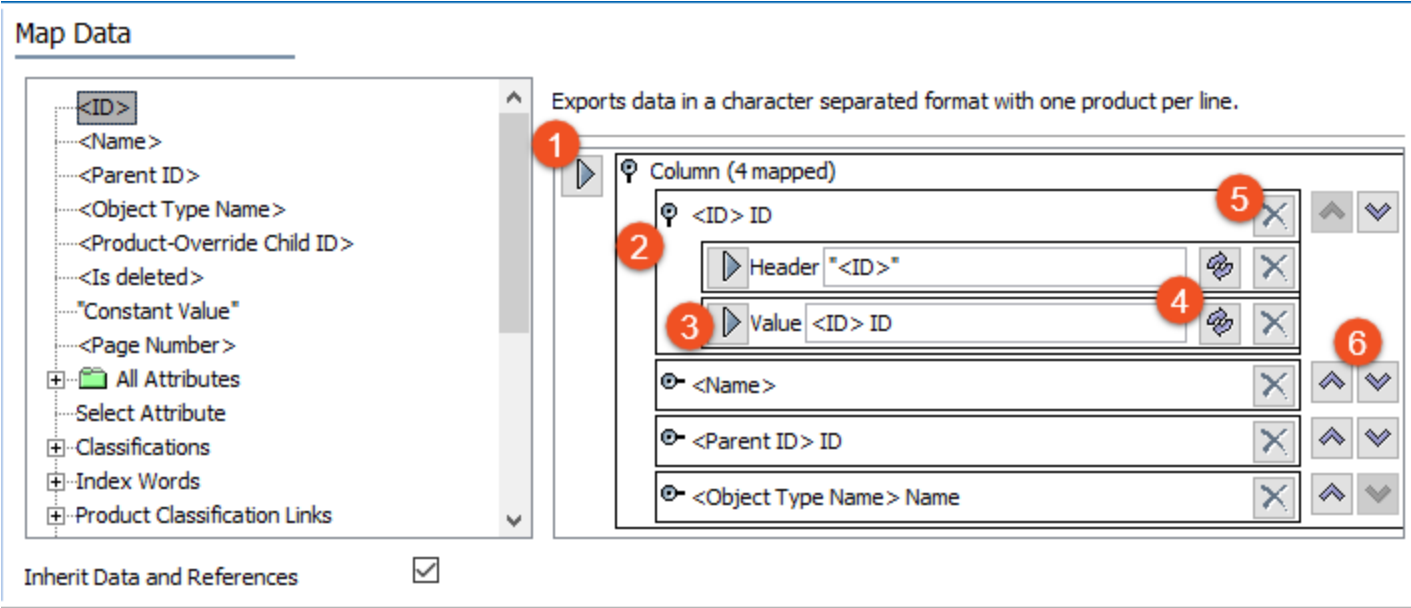 Map Data
<ID>
<Name>
<Parent ID>
<Object Type Name>
<Product-Override Child ID>
<Is deleted>
"Constant Value"
<Page Number>
All Attributes
Select Attribute
Classifications
Index Words
Product Classification Links
Inherit Data and References
Exports data in a character separated format with one product per line.
1
Column (4 mapped)
5
<ID> ID
2
Header "<ID>"
4
3 Value <ID> ID
6
<Name>
<Parent ID> ID
<Object Type Name> Name